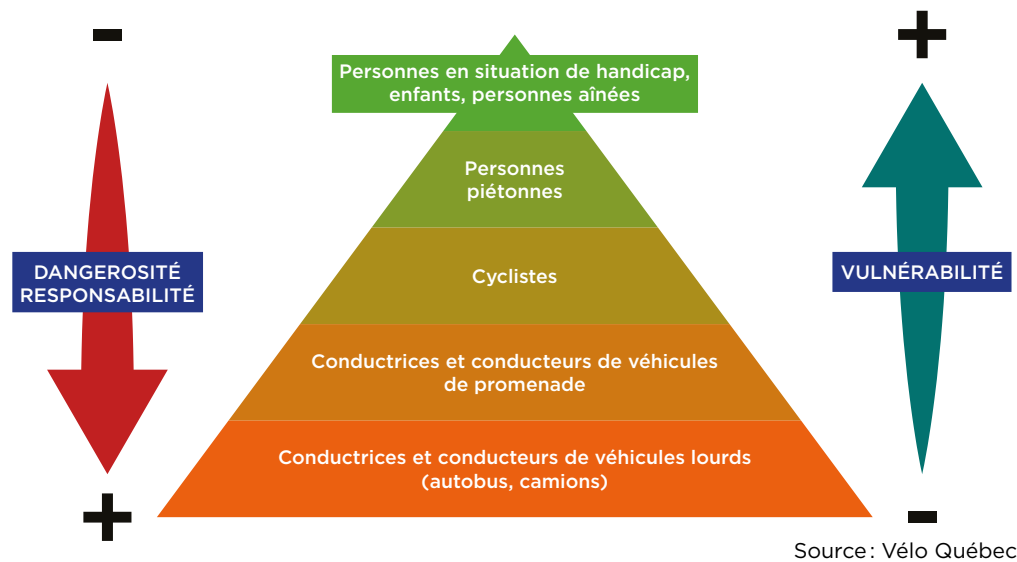 -
+
Personnes en situation de handicap,
enfants, personnes aînées
Personnes
piétonnes
DANGEROSITÉ
RESPONSABILITÉ
Cyclistes
VULNÉRABILITÉ
Conductrices et conducteurs de véhicules
de promenade
Conductrices et conducteurs de véhicules lourds
(autobus, camions)
+
-
Source : Vélo Québec